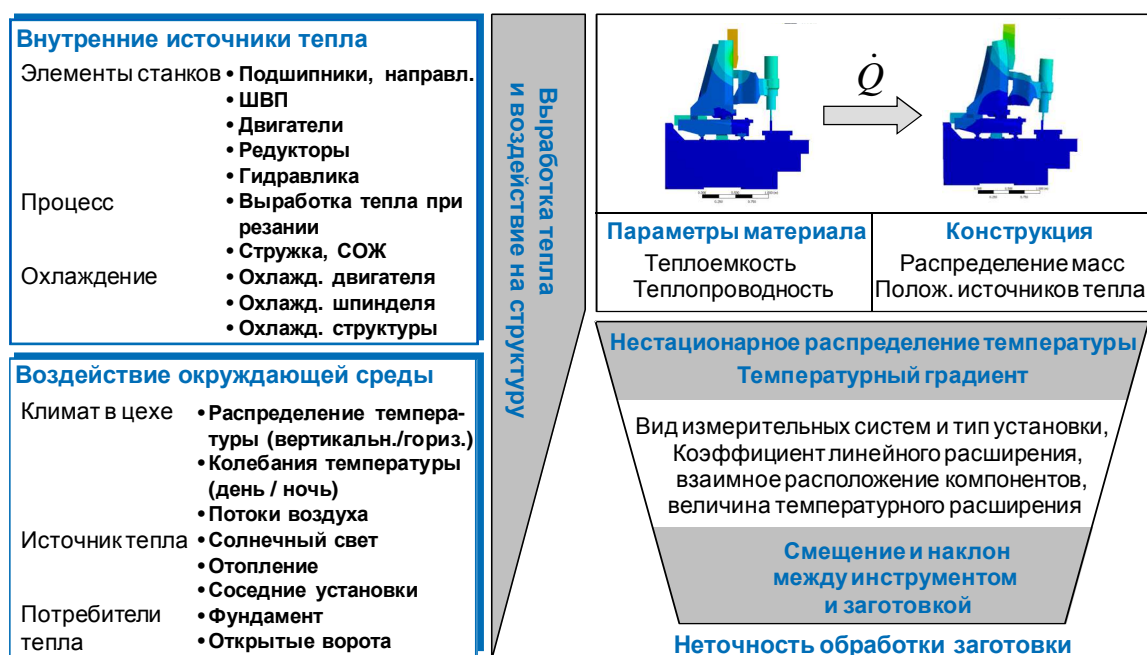 Внутренние источники тепла
Элементы станков • Подшипники, направл.
• ШВП
• Двигатели
• Редукторы
• Гидравлика
Процесс • Выработка тепла при
резании
• Стружка, СОЖ
Охлаждение • Охлажд. двигателя
• Охлажд. шпинделя
• Охлажд. структуры
Воздействие окружающей среды
Климат в цехе • Распределение темпера-
туры (вертикальн./гориз.)
• Колебания температуры
(день / ночь)
• Потоки воздуха
Источник тепла • Солнечный свет
• Отопление
• Соседние установки
Потребители • Фундамент
тепла • Открытые ворота
Выработка тепла
и воздействие на структуру
Q̇
Параметры материала
Теплоемкость
Теплопроводность
Конструкция
Распределение масс
Полож. источников тепла
Нестационарное распределение температуры
Температурный градиент
Вид измерительных систем и тип установки,
Коэффициент линейного расширения,
взаимное расположение компонентов,
величина температурного расширения
Смещение и наклон
между инструментом
и заготовкой
Неточность обработки заготовки